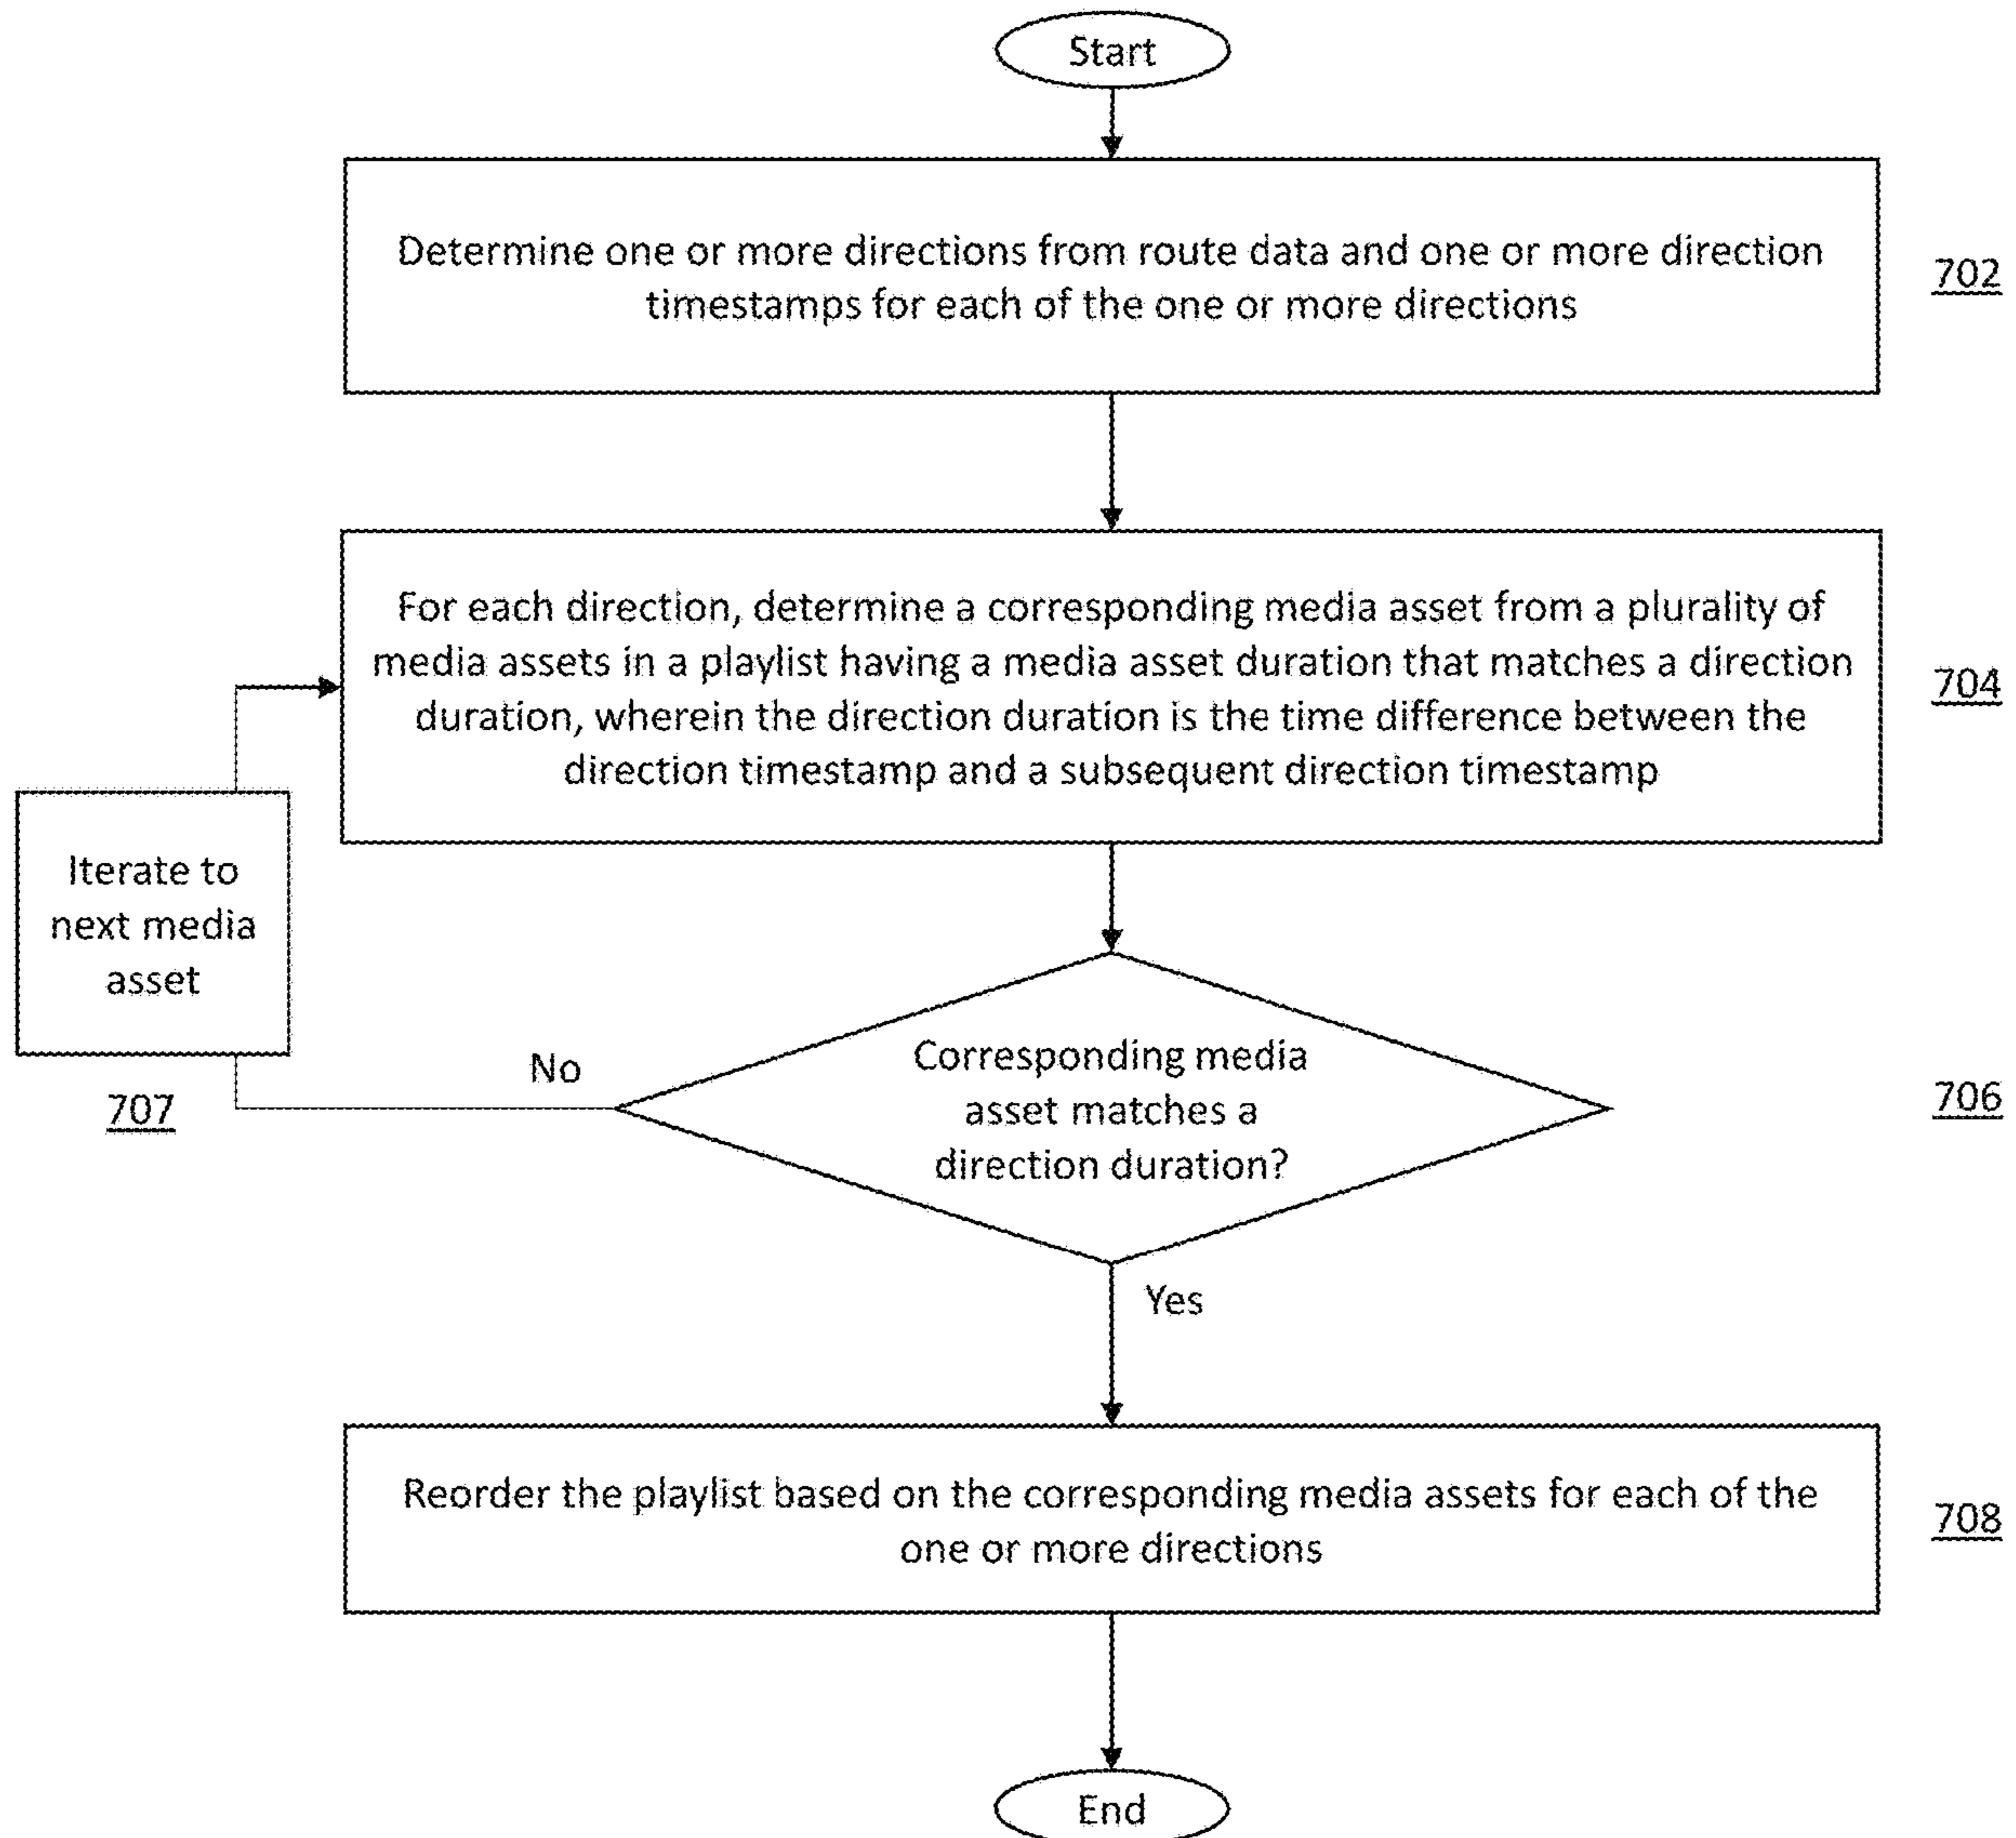 Start
Determine one or more directions from route data and one or more direction
timestamps for each of the one or more directions
702
For each direction, determine a corresponding media asset from a plurality of
media assets in a playlist having a media asset duration that matches a direction
duration, wherein the direction duration is the time difference between the
direction timestamp and a subsequent direction timestamp
704
Iterate to
next media
asset
707
No
Corresponding media
asset matches a
direction duration?
706
Yes
Reorder the playlist based on the corresponding media assets for each of the
one or more directions
708
End